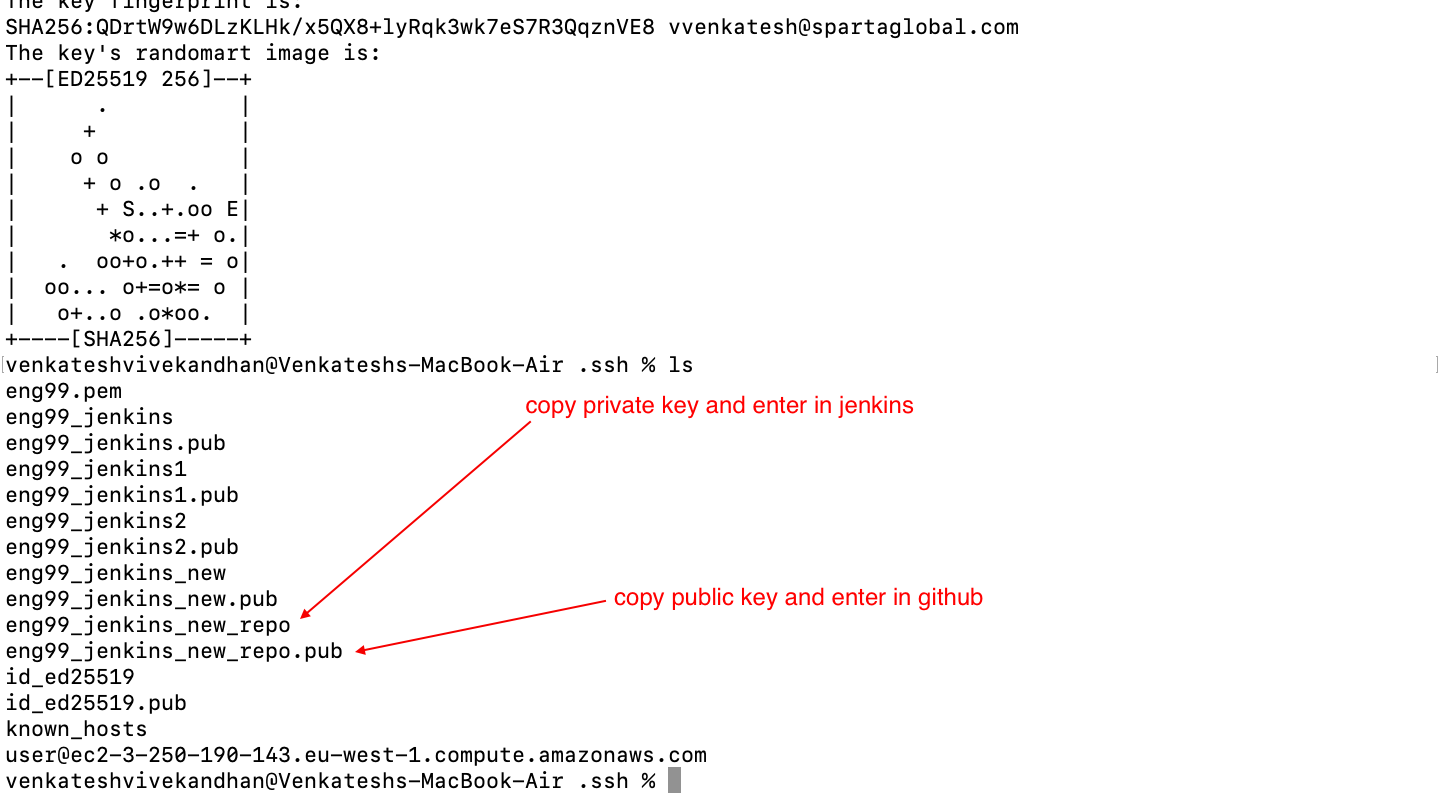 The key fingerprint is:
SHA256:QDrtW9w6DLzKLHk/x5QX8+lyRqk3wk7eS7R3QqznVE8 vvenkatesh@spartaglobal.com
The key's randomart image is:
+--[ED25519 256]--+
|      .          |
|     +           |
|    o o          |
|     + o .o  .   |
|      + S..+.oo E|
|       *o...=+ o.|
|   .  oo+o.++ = o|
|  oo... o+=o*= o |
|   o+..o .o*oo.  |
+----[SHA256]-----+
venkateshvivekandhan@Venkateshs-MacBook-Air .ssh % ls
eng99.pem
copy private key and enter in jenkins
eng99_jenkins
eng99_jenkins.pub
eng99_jenkins1
eng99_jenkins1.pub
eng99_jenkins2
eng99_jenkins2.pub
eng99_jenkins_new
eng99_jenkins_new.pub
copy public key and enter in github
eng99_jenkins_new_repo
eng99_jenkins_new_repo.pub
id_ed25519
id_ed25519.pub
known_hosts
user@ec2-3-250-190-143.eu-west-1.compute.amazonaws.com
venkateshvivekandhan@Venkateshs-MacBook-Air .ssh %